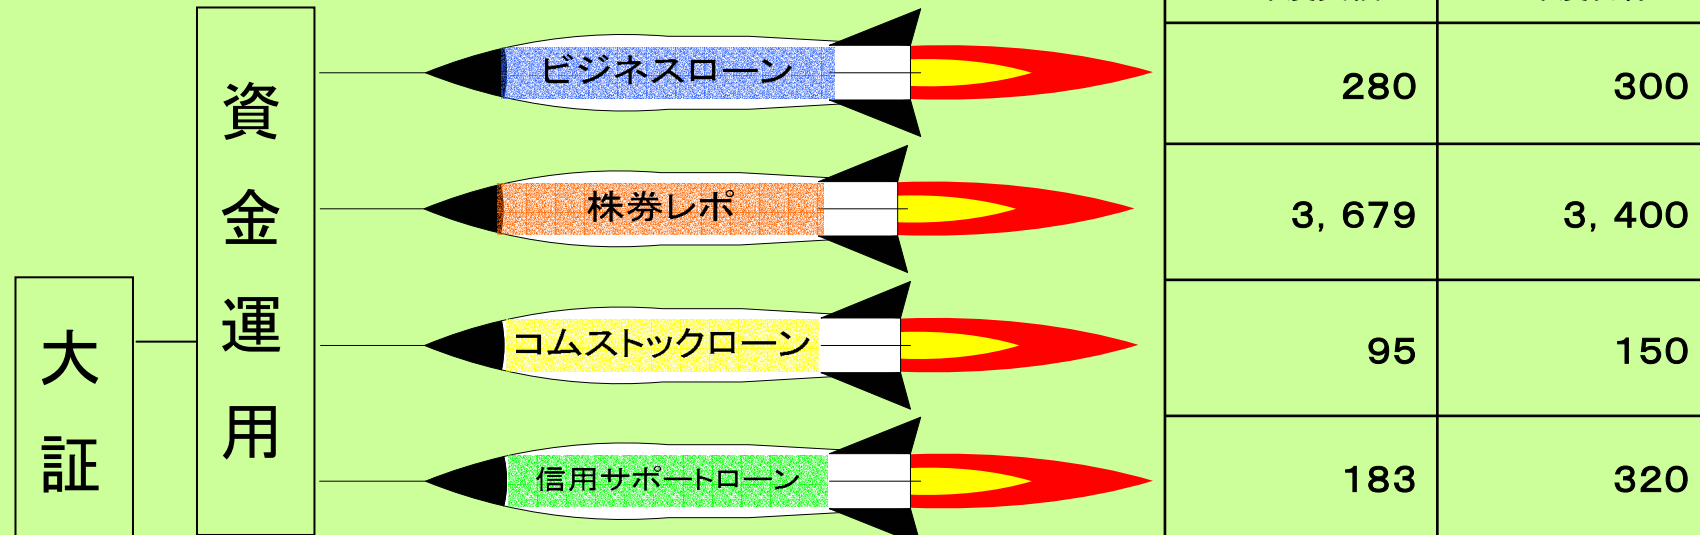 資金運用
大証
ビジネスローン
280
300
株券レポ
3,679
3,400
コムストックローン
95
150
信用サポートローン
183
320